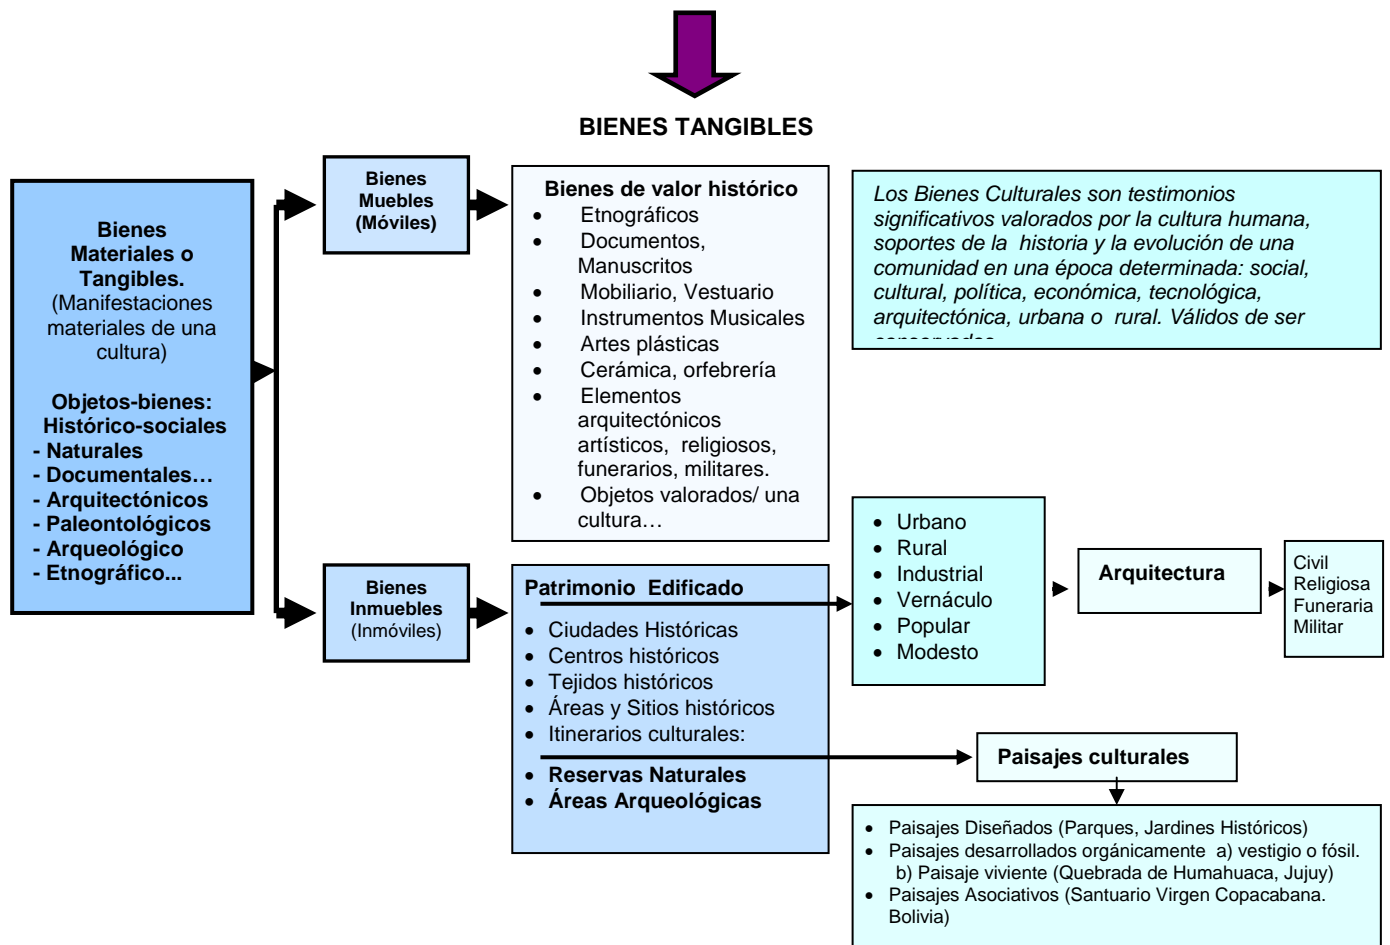 BIENES TANGIBLES
Bienes
Materiales o
Tangibles.
(Manifestaciones
materiales de una
cultura)
Objetos-bienes:
Histórico-sociales
- Naturales
- Documentales…
- Arquitectónicos
- Paleontológicos
- Arqueológico
- Etnográfico...
Bienes
Muebles
(Móviles)
Bienes de valor histórico
• Etnográficos
• Documentos,
Manuscritos
• Mobiliario, Vestuario
• Instrumentos Musicales
• Artes plásticas
• Cerámica, orfebrería
• Elementos
arquitectónicos
artísticos, religiosos,
funerarios, militares.
• Objetos valorados/ una
cultura…
Los Bienes Culturales son testimonios
significativos valorados por la cultura humana,
soportes de la historia y la evolución de una
comunidad en una época determinada: social,
cultural, política, económica, tecnológica,
arquitectónica, urbana o rural. Válidos de ser
Bienes
Inmuebles
(Inmóviles)
Patrimonio Edificado
• Ciudades Históricas
• Centros históricos
• Tejidos históricos
• Áreas y Sitios históricos
• Itinerarios culturales:
• Reservas Naturales
• Áreas Arqueológicas
• Urbano
• Rural
• Industrial
• Vernáculo
• Popular
• Modesto
Arquitectura
Civil
Religiosa
Funeraria
Militar
Paisajes culturales
• Paisajes Diseñados (Parques, Jardines Históricos)
• Paisajes desarrollados orgánicamente a) vestigio o fósil.
b) Paisaje viviente (Quebrada de Humahuaca, Jujuy)
• Paisajes Asociativos (Santuario Virgen Copacabana.
Bolivia)